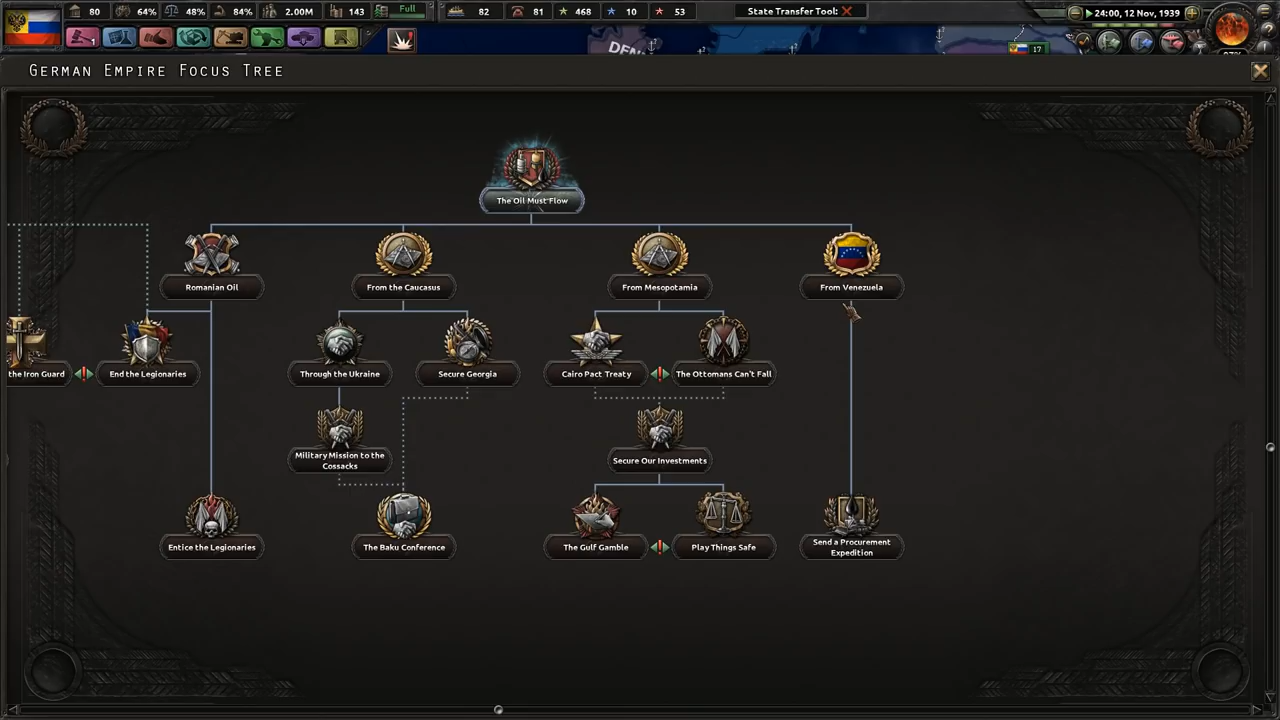 80 64% 48% 84% 2.00M 143 Full 82 81 468 10 53 State Transfer Tool: 24:00, 12 Nov, 1939
1
17
German Empire Focus Tree
The Oil Must Flow
Romanian Oil
From the Caucasus
From Mesopotamia
From Venezuela
the Iron Guard
End the Legionaries
Through the Ukraine
Secure Georgia
Cairo Pact Treaty
The Ottomans Can't Fall
Military Mission to the
Cossacks
Secure Our Investments
Entice the Legionaries
The Baku Conference
The Gulf Gamble
Play Things Safe
Send a Procurement
Expedition